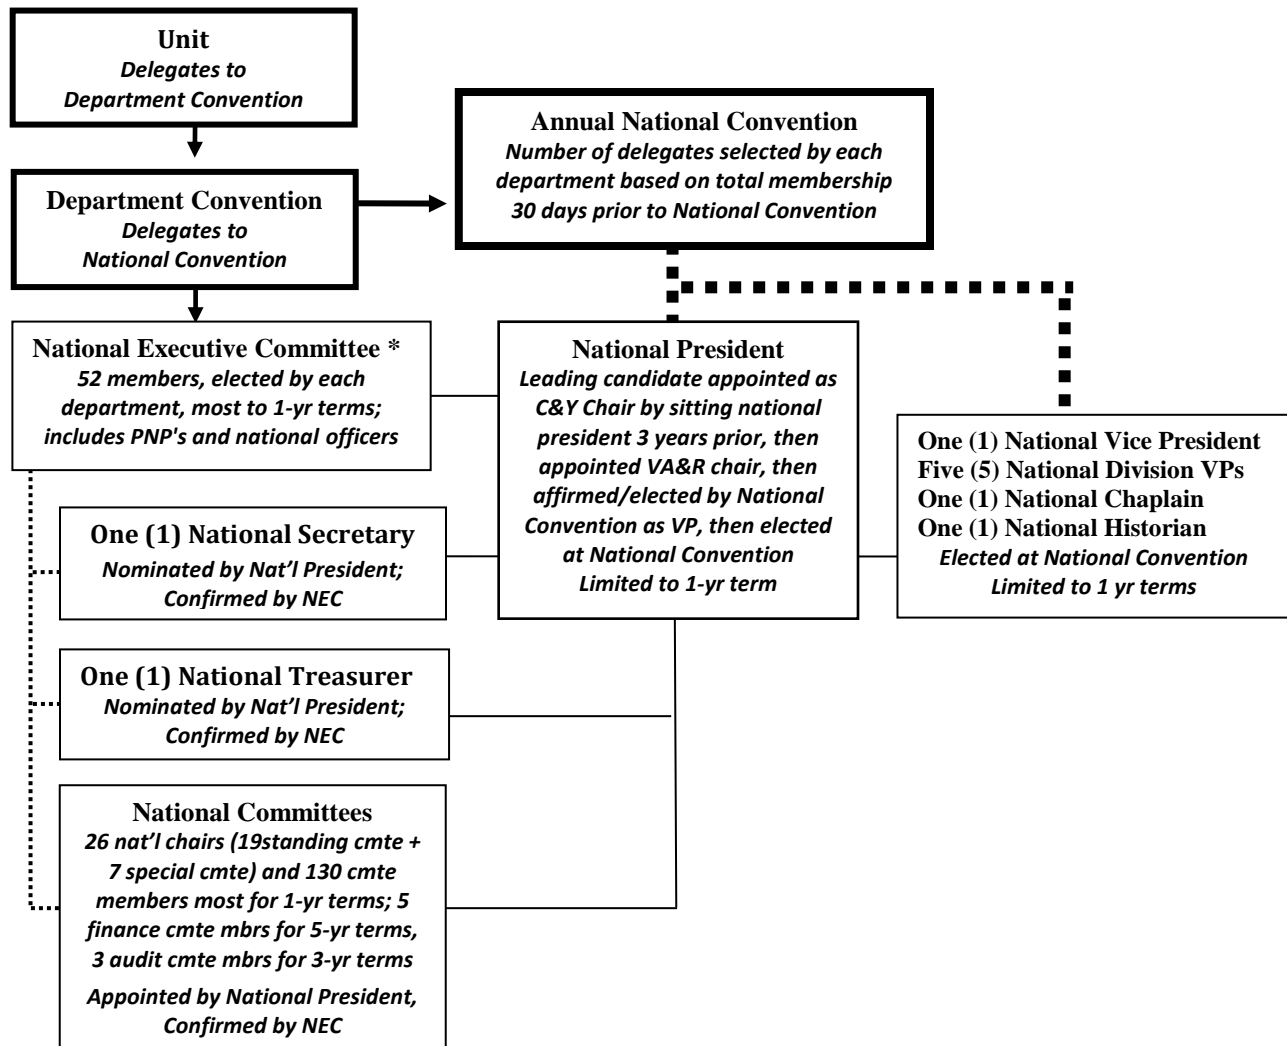 Unit
Delegates to
Department Convention
Annual National Convention
Number of delegates selected by each
department based on total membership
30 days prior to National Convention
Department Convention
Delegates to
National Convention
National Executive Committee *
52 members, elected by each
department, most to 1-yr terms;
includes PNP's and national officers
National President
Leading candidate appointed as
C&Y Chair by sitting national
president 3 years prior, then
appointed VA&R chair, then
affirmed/elected by National
Convention as VP, then elected
at National Convention
Limited to 1-yr term
One (1) National Vice President
Five (5) National Division VPs
One (1) National Chaplain
One (1) National Historian
Elected at National Convention
Limited to 1 yr terms
One (1) National Secretary
Nominated by Nat’l President;
Confirmed by NEC
One (1) National Treasurer
Nominated by Nat’l President;
Confirmed by NEC
National Committees
26 nat’l chairs (19standing cmte +
7 special cmte) and 130 cmte
members most for 1-yr terms; 5
finance cmte mbrs for 5-yr terms,
3 audit cmte mbrs for 3-yr terms
Appointed by National President,
Confirmed by NEC